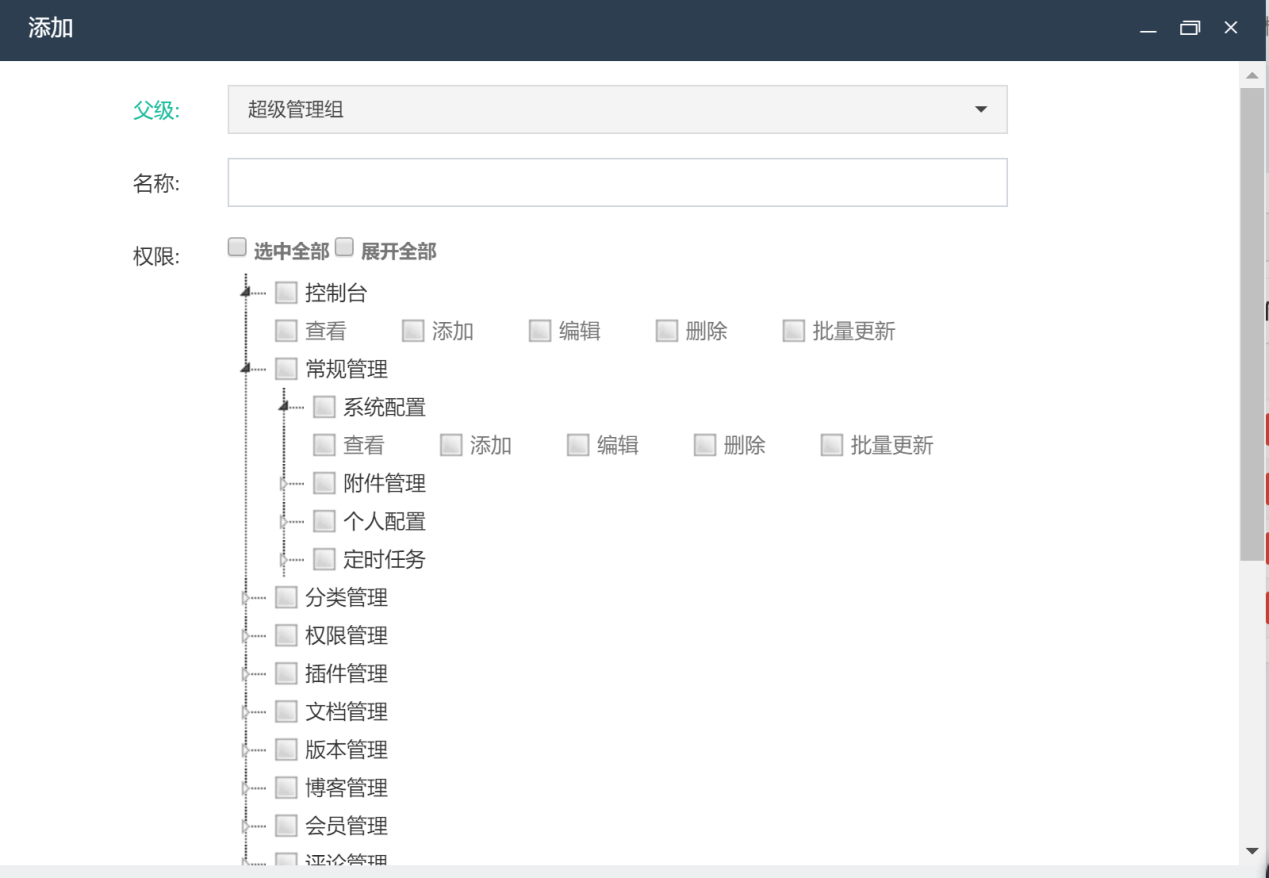 添加
父级: 超级管理组
名称:
权限: 选中全部 展开全部
控制台
查看 添加 编辑 删除 批量更新
常规管理
系统配置
查看 添加 编辑 删除 批量更新
附件管理
个人配置
定时任务
分类管理
权限管理
插件管理
文档管理
版本管理
博客管理
会员管理
评论管理